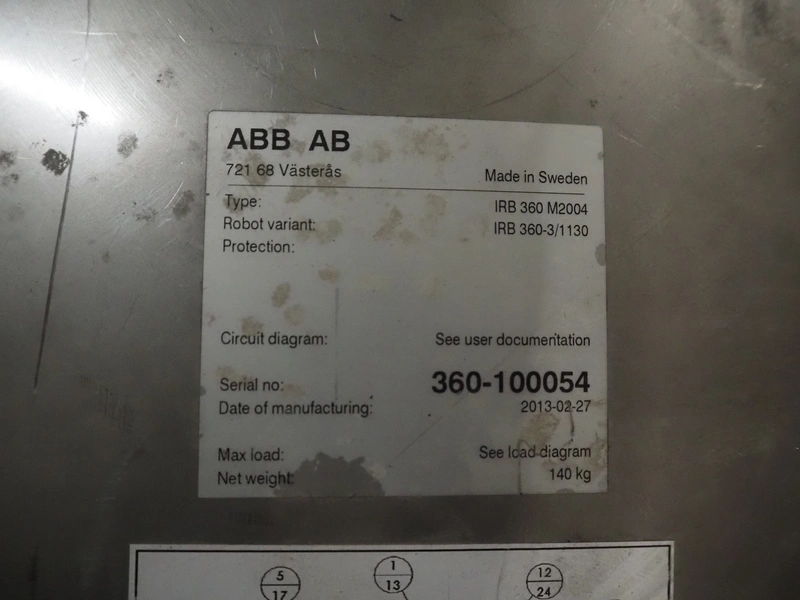 ABB AB
721 68 Västerås
Made in Sweden
Type: IRB 360 M2004
Robot variant: IRB 360-3/1130
Protection:
Circuit diagram: See user documentation
Serial no: 360-100054
Date of manufacturing: 2013-02-27
Max load: See load diagram
Net weight: 140 kg
5 1 12
17 13 24